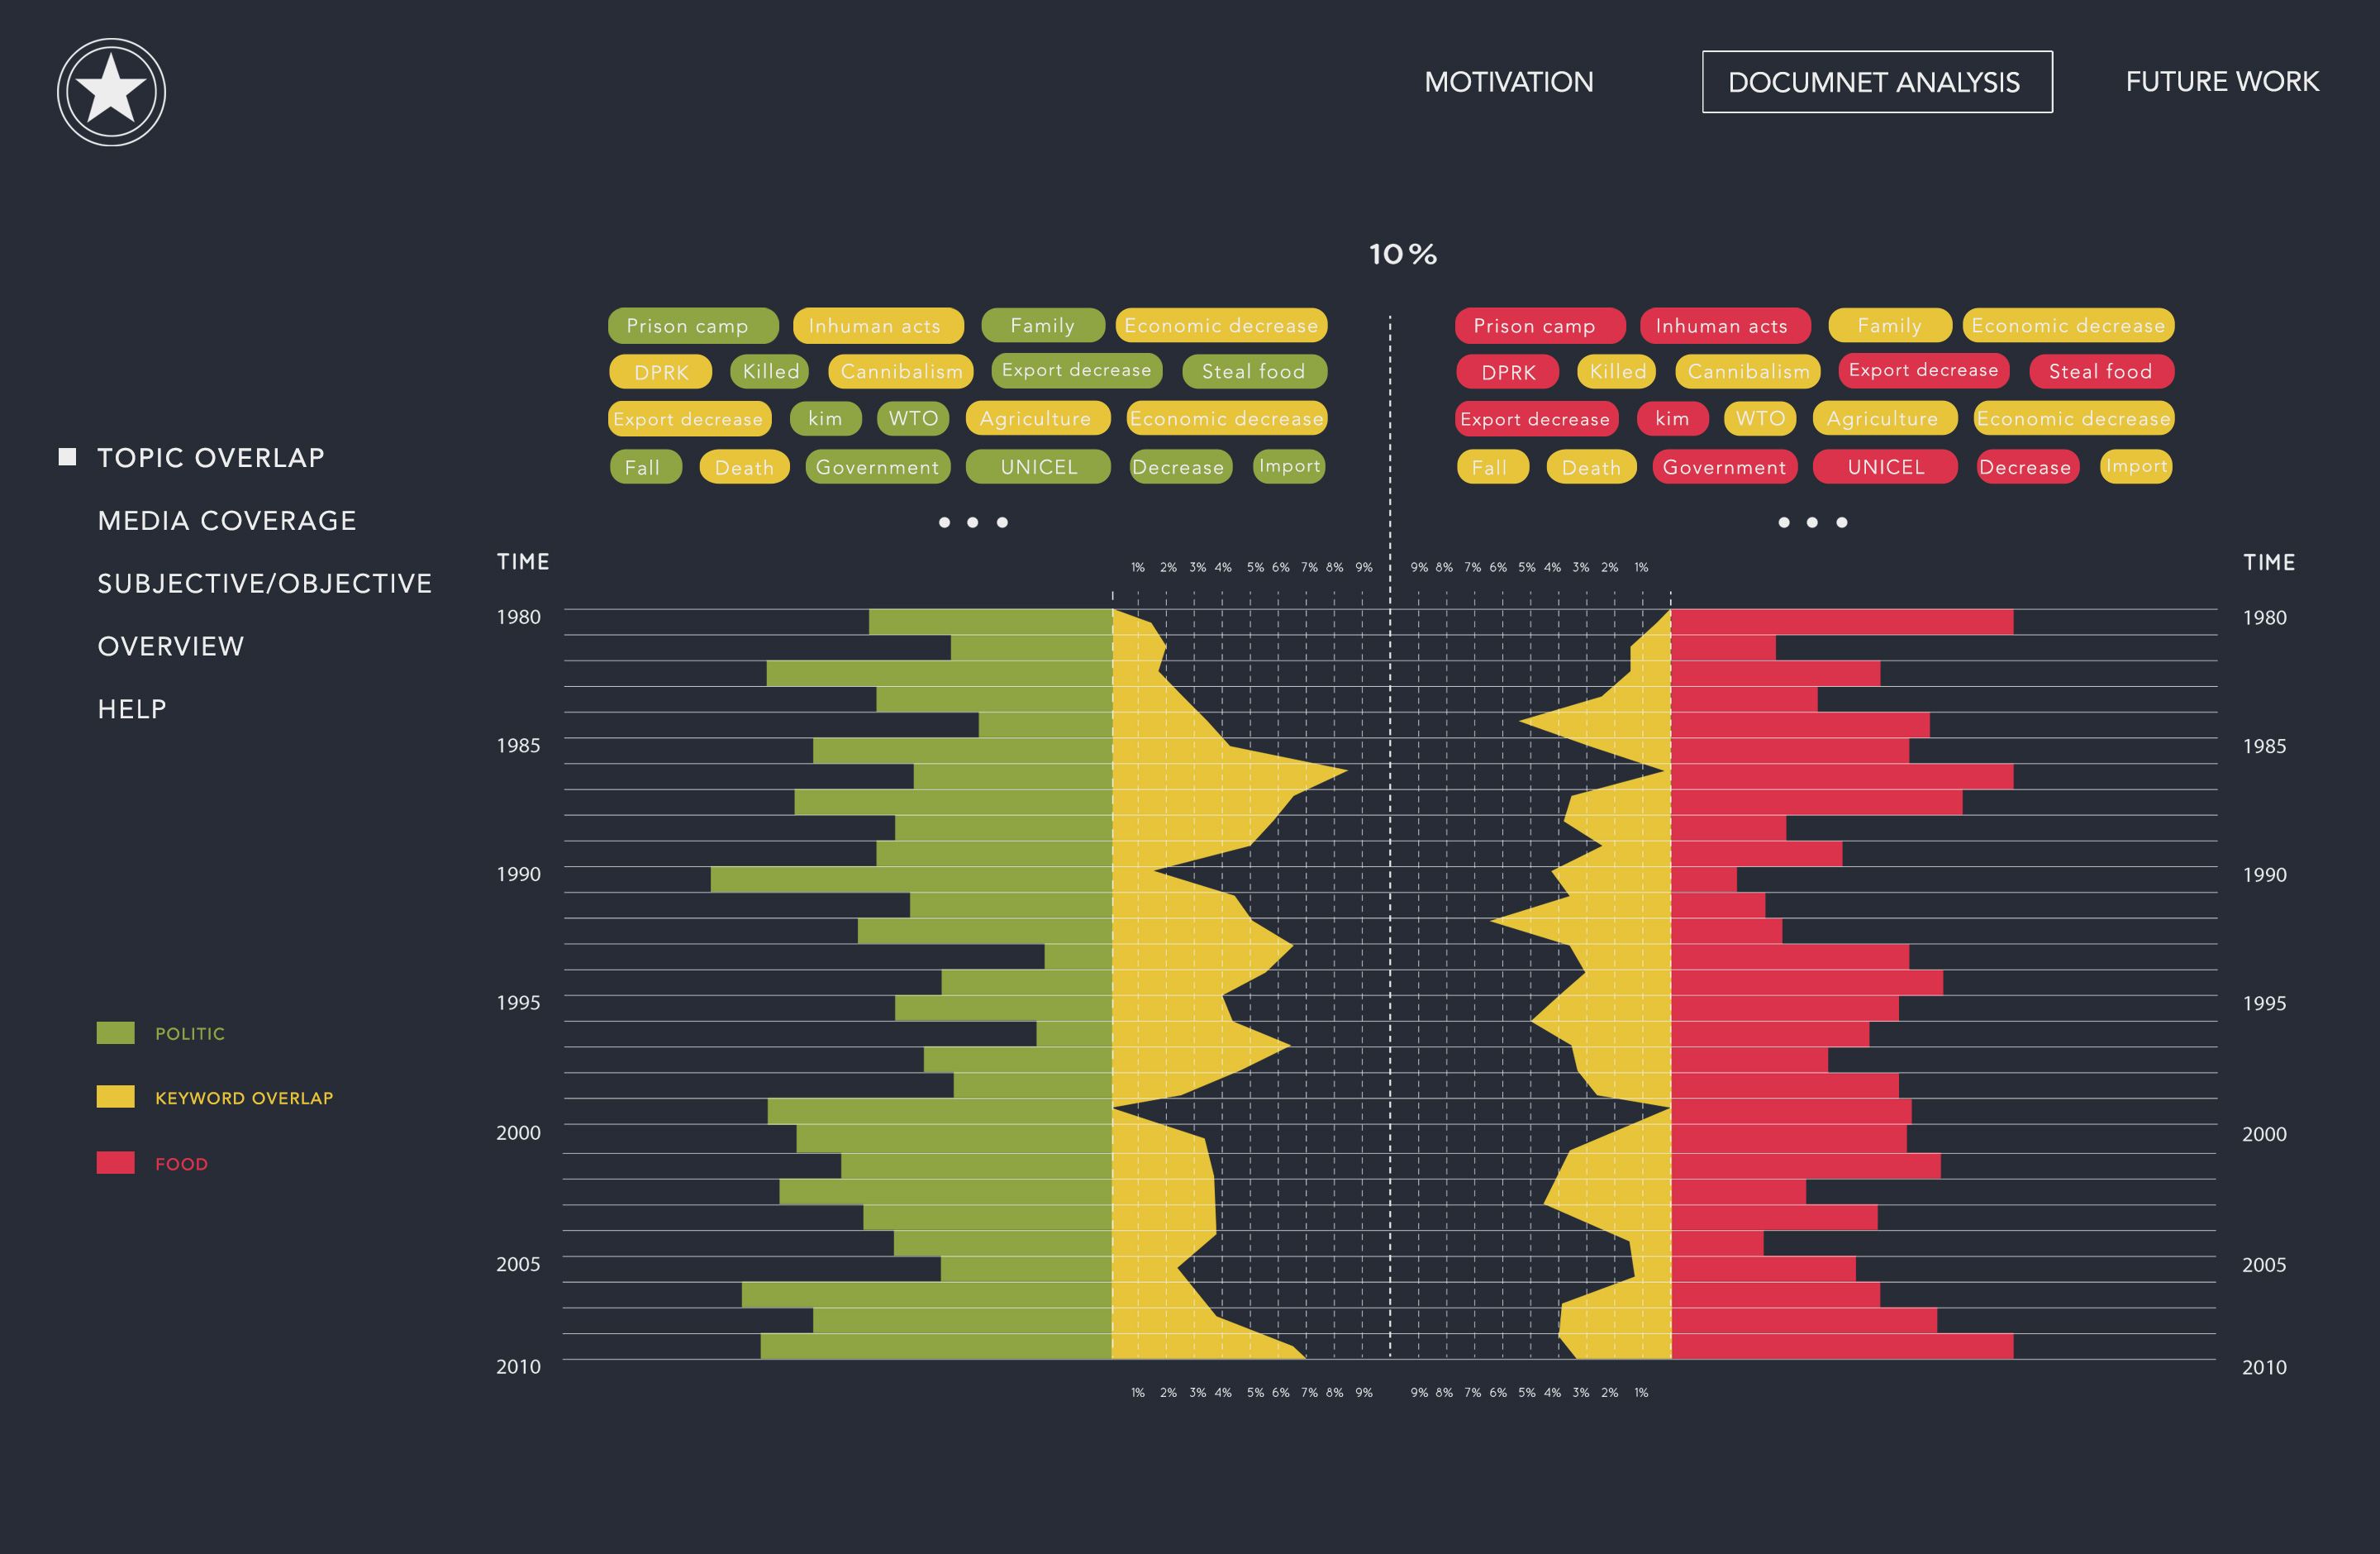 MOTIVATION DOCUMNET ANALYSIS FUTURE WORK
10%
Prison camp Inhuman acts Family Economic decrease
DPRK Killed Cannibalism Export decrease Steal food
Export decrease kim WTO Agriculture Economic decrease
Fall Death Government UNICEL Decrease Import
Prison camp Inhuman acts Family Economic decrease
DPRK Killed Cannibalism Export decrease Steal food
Export decrease kim WTO Agriculture Economic decrease
Fall Death Government UNICEL Decrease Import
TOPIC OVERLAP
MEDIA COVERAGE
SUBJECTIVE/OBJECTIVE
OVERVIEW
HELP
POLITIC
KEYWORD OVERLAP
FOOD
TIME
1980
1985
1990
1995
2000
2005
2010
1% 2% 3% 4% 5% 6% 7% 8% 9% 9% 8% 7% 6% 5% 4% 3% 2% 1%
1% 2% 3% 4% 5% 6% 7% 8% 9% 9% 8% 7% 6% 5% 4% 3% 2% 1%
TIME
1980
1985
1990
1995
2000
2005
2010